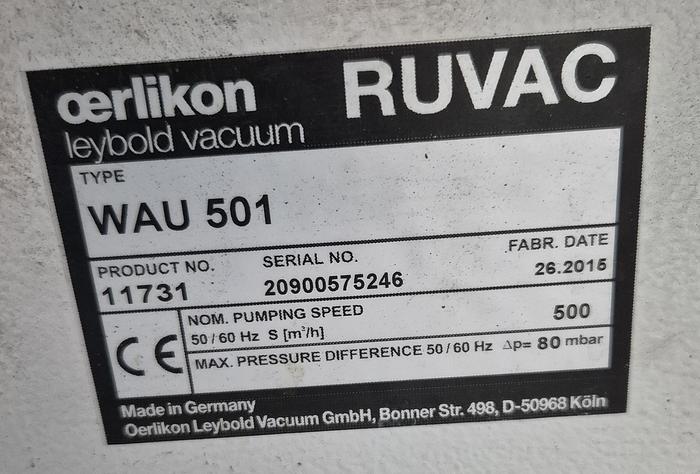 œrlikon
leybold vacuum
RUVAC
TYPE
WAU 501
PRODUCT NO.
11731
SERIAL NO.
20900575246
FABR. DATE
26.2015
CE
NOM. PUMPING SPEED
50/60 Hz S [m³/h]
500
MAX. PRESSURE DIFFERENCE 50/60 Hz Δp= 80 mbar
Made in Germany
Oerlikon Leybold Vacuum GmbH, Bonner Str. 498, D-50968 Köln